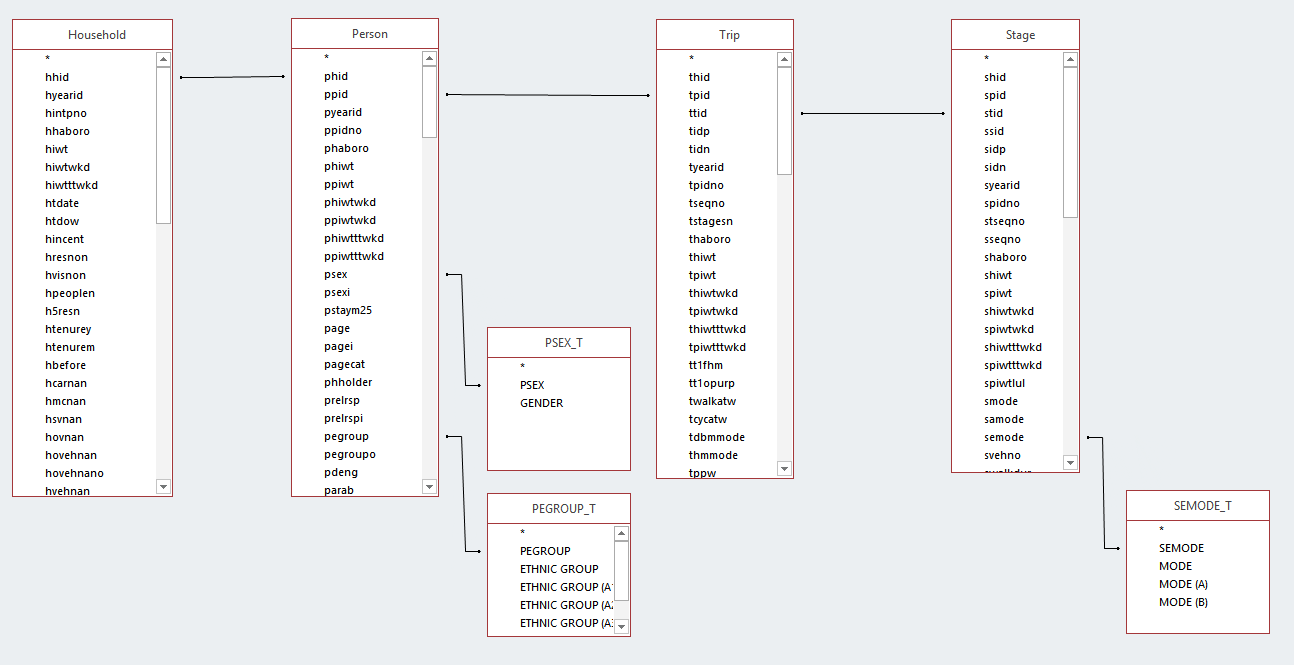 Household
*
hhid
hyearid
hintpno
hhaboro
hiwt
hiwtwkd
hiwtttwkd
htdate
htdow
hincent
hresnon
hvisnon
hpeoplen
h5resn
htenurey
htenurem
hbefore
hcarnan
hmcnan
hsvnan
hovnan
hovehnan
hovehnano
hvehnan
Person
*
phid
ppid
pyearid
ppidno
phaboro
phiwt
ppiwt
phiwtwkd
ppiwtwkd
phiwtttwkd
ppiwtttwkd
psex
psexi
pstaym25
page
pagei
pagecat
phholder
prelrsp
prelrspi
pegroup
pegroupo
pdeng
parab
PSEX_T
*
PSEX
GENDER
PEGROUP_T
*
PEGROUP
ETHNIC GROUP
ETHNIC GROUP (A1
ETHNIC GROUP (A2
ETHNIC GROUP (A3
Trip
*
thid
tpid
ttid
tidp
tidn
tyearid
tpidno
tseqno
tstagesn
thaboro
thiwt
tpiwt
thiwtwkd
tpiwtwkd
thiwtttwkd
tpiwtttwkd
tt1fhm
tt1opurp
twalkatw
tcycatw
tdbmmode
thmmode
tppw
Stage
*
shid
spid
stid
ssid
sidp
sidn
syearid
spidno
stseqno
sseqno
shaboro
shiwt
spiwt
shiwtwkd
spiwtwkd
shiwtttwkd
spiwtttwkd
spiwtlul
smode
samode
semode
svehno
SEMODE_T
*
SEMODE
MODE
MODE (A)
MODE (B)